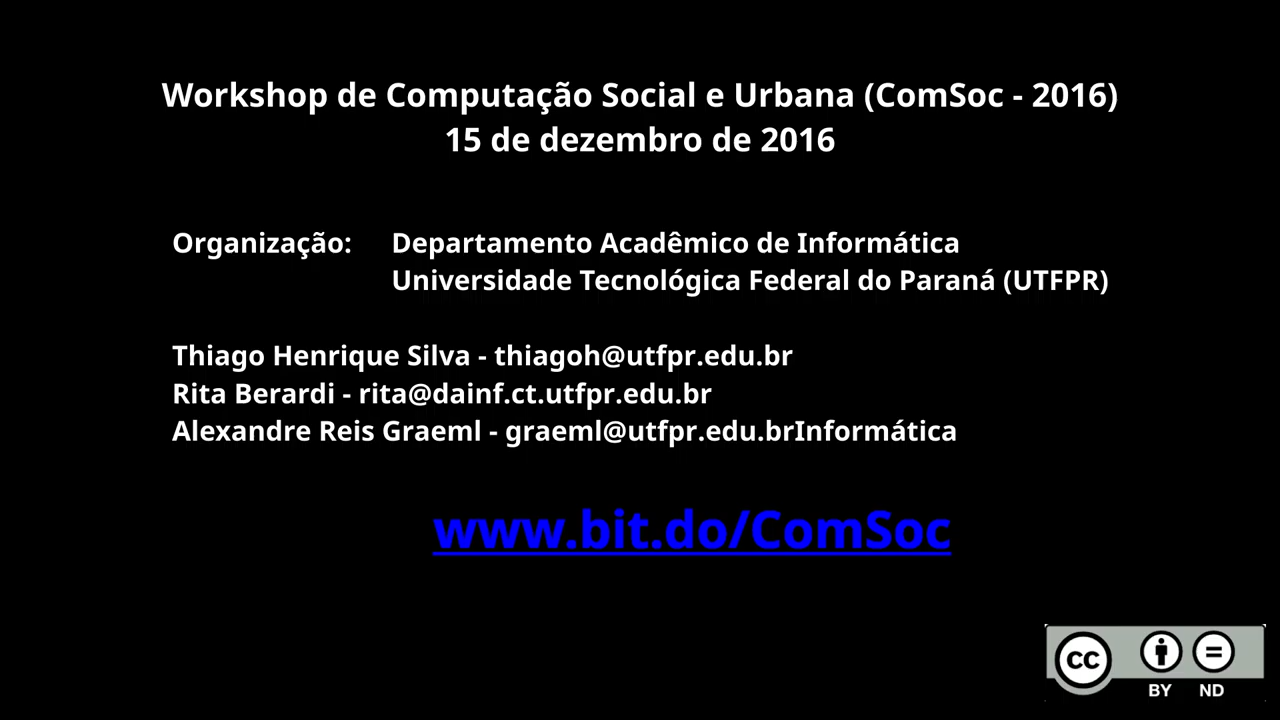 Workshop de Computação Social e Urbana (ComSoc - 2016)
15 de dezembro de 2016
Organização: Departamento Acadêmico de Informática
Universidade Tecnológica Federal do Paraná (UTFPR)
Thiago Henrique Silva - thiagoh@utfpr.edu.br
Rita Berardi - rita@dainf.ct.utfpr.edu.br
Alexandre Reis Graeml - graeml@utfpr.edu.brInformática
www.bit.do/ComSoc
cc
BY ND